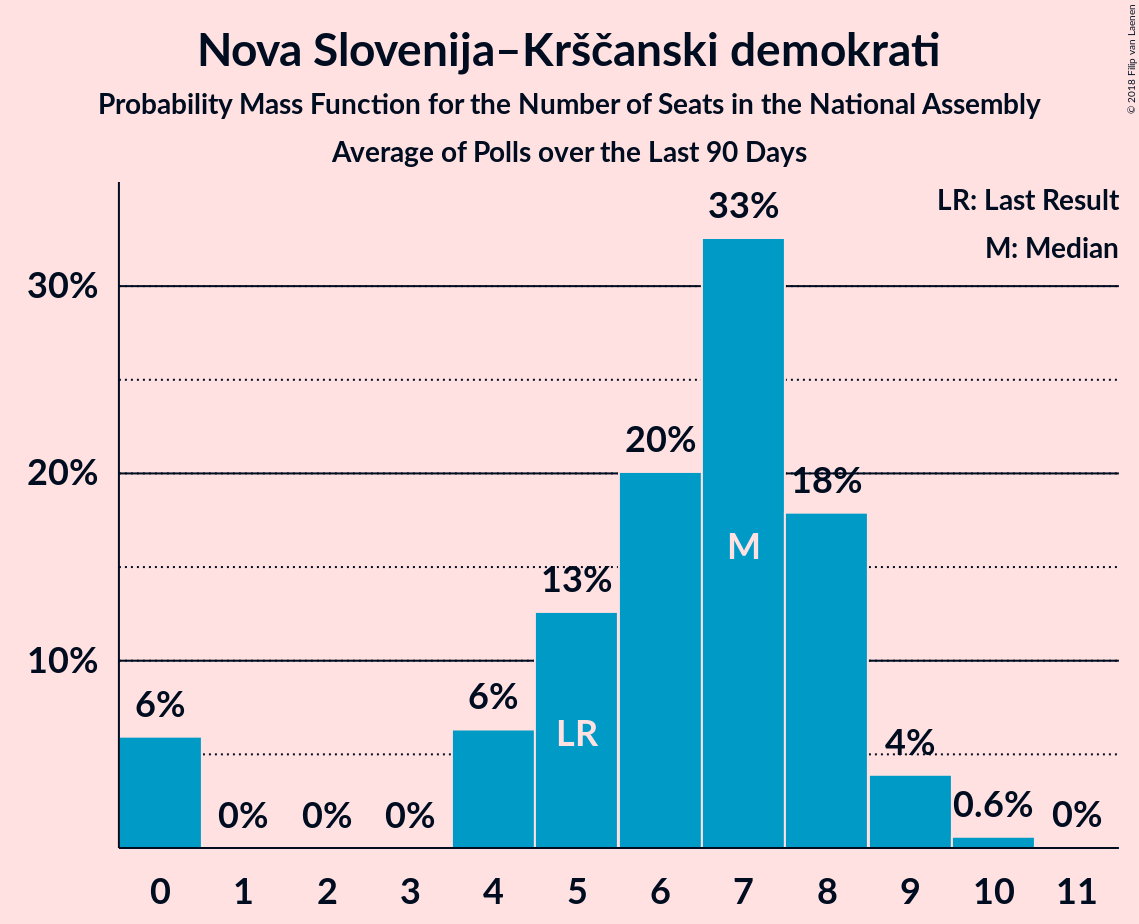 Nova Slovenija–Krščanski demokrati
Probability Mass Function for the Number of Seats in the National Assembly
Average of Polls over the Last 90 Days
© 2018 Filip van Laenen
LR: Last Result
M: Median
33%
30%
20%
20%
18%
M
13%
10%
6%
6%
LR
4%
0%
0%
0%
0.6%
0%
0 1 2 3 4 5 6 7 8 9 10 11